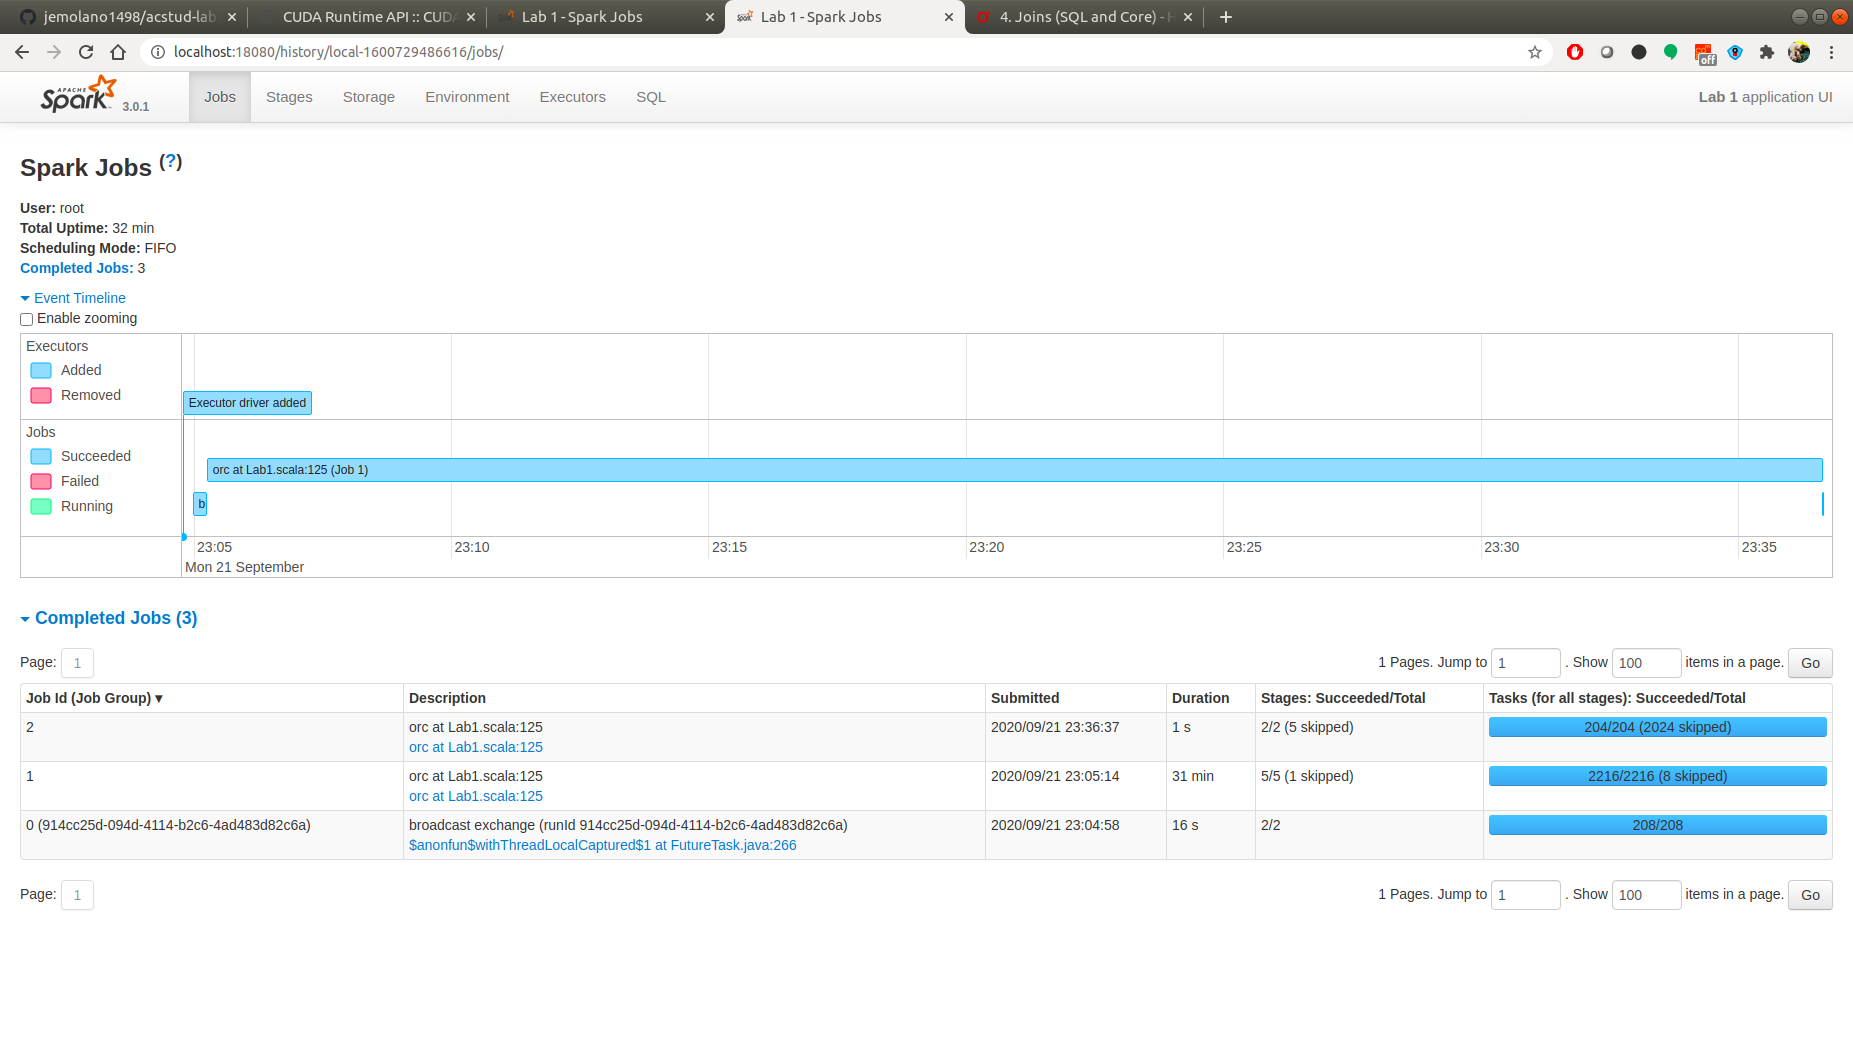 jemolano1498/acstud-lab
CUDA Runtime API :: CUDA
Lab 1 - Spark Jobs
Lab 1 - Spark Jobs
4. Joins (SQL and Core) - H
localhost:18080/history/local-1600729486616/jobs/
off
APACHE
Spark 3.0.1
Jobs
Stages
Storage
Environment
Executors
SQL
Lab 1 application UI
Spark Jobs (?)
User: root
Total Uptime: 32 min
Scheduling Mode: FIFO
Completed Jobs: 3
Event Timeline
Enable zooming
Executors
Added
Removed
Executor driver added
Jobs
Succeeded
Failed
Running
orc at Lab1.scala:125 (Job 1)
b
23:05 23:10 23:15 23:20 23:25 23:30 23:35
Mon 21 September
Completed Jobs (3)
Page: 1
1 Pages. Jump to 1 . Show 100 items in a page. Go
Job Id (Job Group) ▾ Description Submitted Duration Stages: Succeeded/Total Tasks (for all stages): Succeeded/Total
2 orc at Lab1.scala:125 2020/09/21 23:36:37 1 s 2/2 (5 skipped) 204/204 (2024 skipped)
orc at Lab1.scala:125
1 orc at Lab1.scala:125 2020/09/21 23:05:14 31 min 5/5 (1 skipped) 2216/2216 (8 skipped)
orc at Lab1.scala:125
0 (914cc25d-094d-4114-b2c6-4ad483d82c6a) broadcast exchange (runId 914cc25d-094d-4114-b2c6-4ad483d82c6a) 2020/09/21 23:04:58 16 s 2/2 208/208
$anonfun$withThreadLocalCaptured$1 at FutureTask.java:266
Page: 1
1 Pages. Jump to 1 . Show 100 items in a page. Go